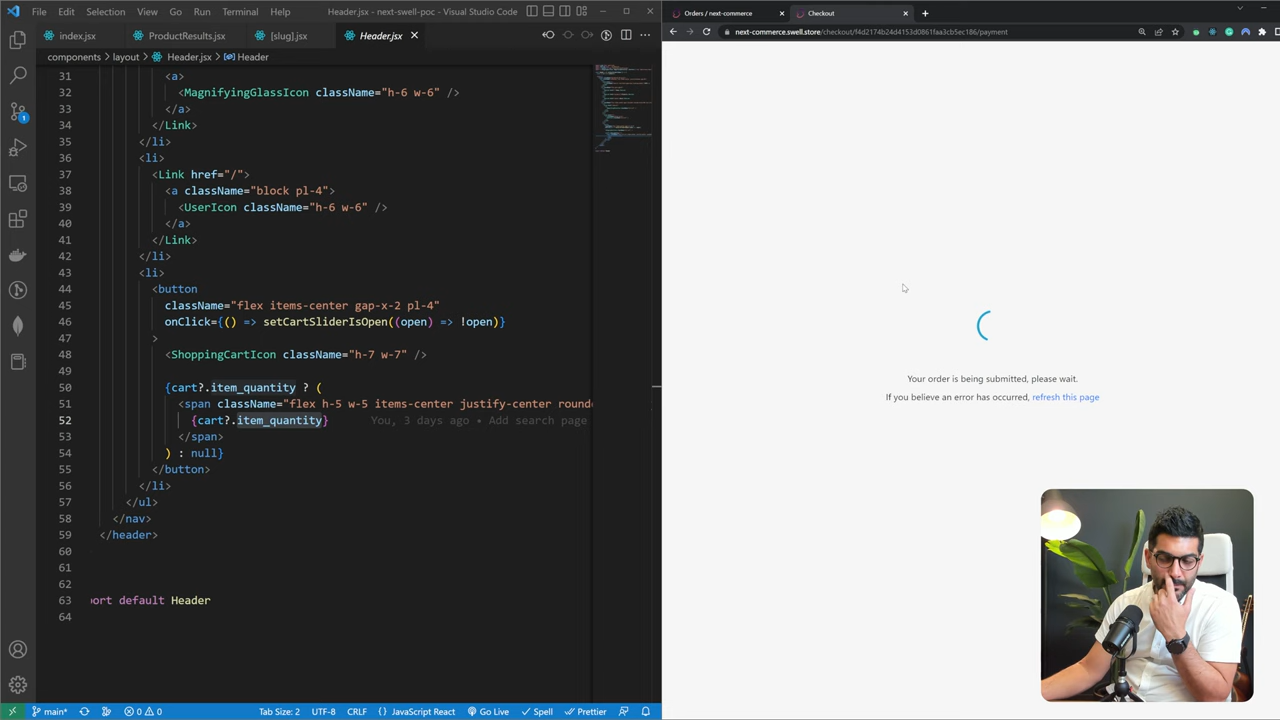 File Edit Selection View Go Run Terminal Help
Header.jsx - next-swell-poc - Visual Studio Code
index.jsx ProductResults.jsx [slug].jsx Header.jsx
components > layout > Header.jsx > Header
31 <a>
32 <MagnifyingGlassIcon className="h-6 w-6" />
33 </a>
34 </Link>
35 </li>
36 <li>
37 <Link href="/">
38 <a className="block pl-4">
39 <UserIcon className="h-6 w-6" />
40 </a>
41 </Link>
42 </li>
43 <li>
44 <button
45 className="flex items-center gap-x-2 pl-4"
46 onClick={() => setCartSliderIsOpen((open) => !open)}
47 >
48 <ShoppingCartIcon className="h-7 w-7" />
49
50 {cart?.item_quantity ? (
51 <span className="flex h-5 w-5 items-center justify-center rounde
52 {cart?.item_quantity} You, 3 days ago • Add search page
53 </span>
54 ) : null}
55 </button>
56 </li>
57 </ul>
58 </nav>
59 </header>
60
61
62
63 ort default Header
64
1
main* 0 0 Tab Size: 2 UTF-8 CRLF JavaScript React Go Live Spell Prettier
Orders / next-commerce Checkout
next-commerce.swell.store/checkout/f4d2174b24d4153d0861faa3cb5ec186/payment
Your order is being submitted, please wait.
If you believe an error has occurred, refresh this page